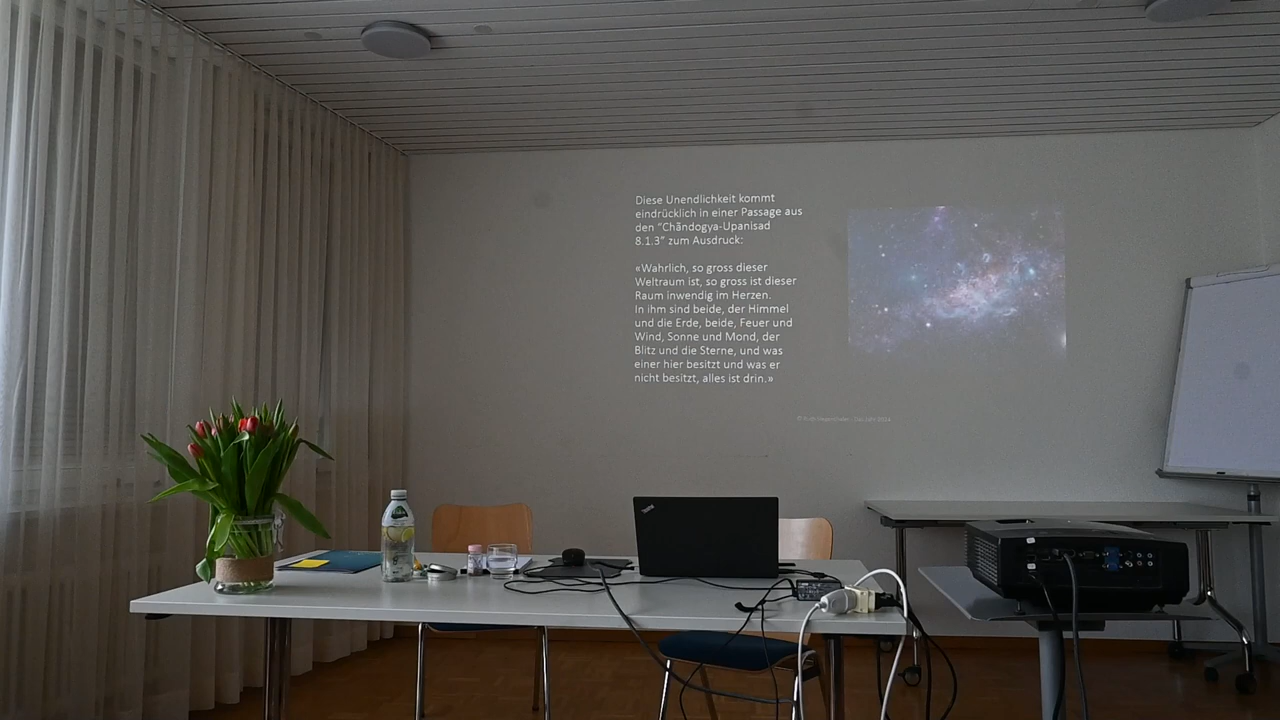 Diese Unendlichkeit kommt
eindrücklich in einer Passage aus
den "Chāndogya-Upanisad
8.1.3" zum Ausdruck:
«Wahrlich, so gross dieser
Weltraum ist, so gross ist dieser
Raum inwendig im Herzen.
In ihm sind beide, der Himmel
und die Erde, beide, Feuer und
Wind, Sonne und Mond, der
Blitz und die Sterne, und was
einer hier besitzt und was er
nicht besitzt, alles ist drin.»